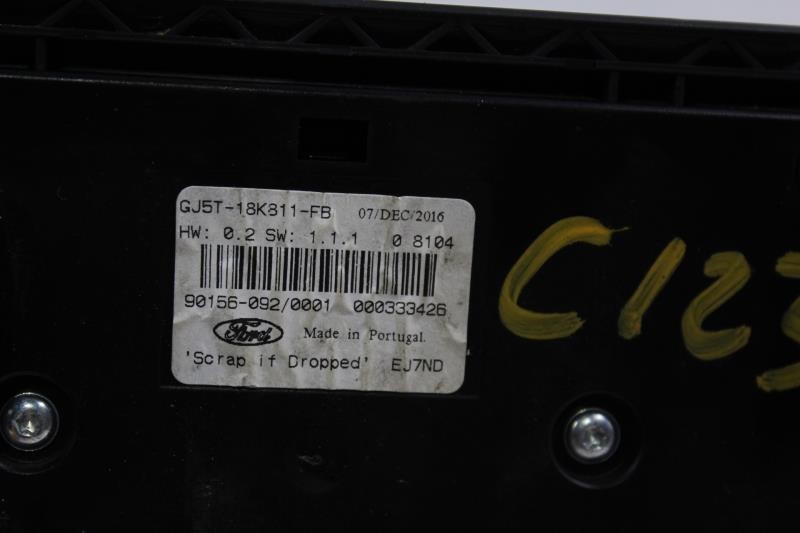 GJ5T-18K811-FB 07/DEC/2016
HW: 0.2 SW: 1.1.1 0 8104
90156-092/0001 000333426
Ford Made in Portugal.
'Scrap if Dropped' EJ7ND
C123